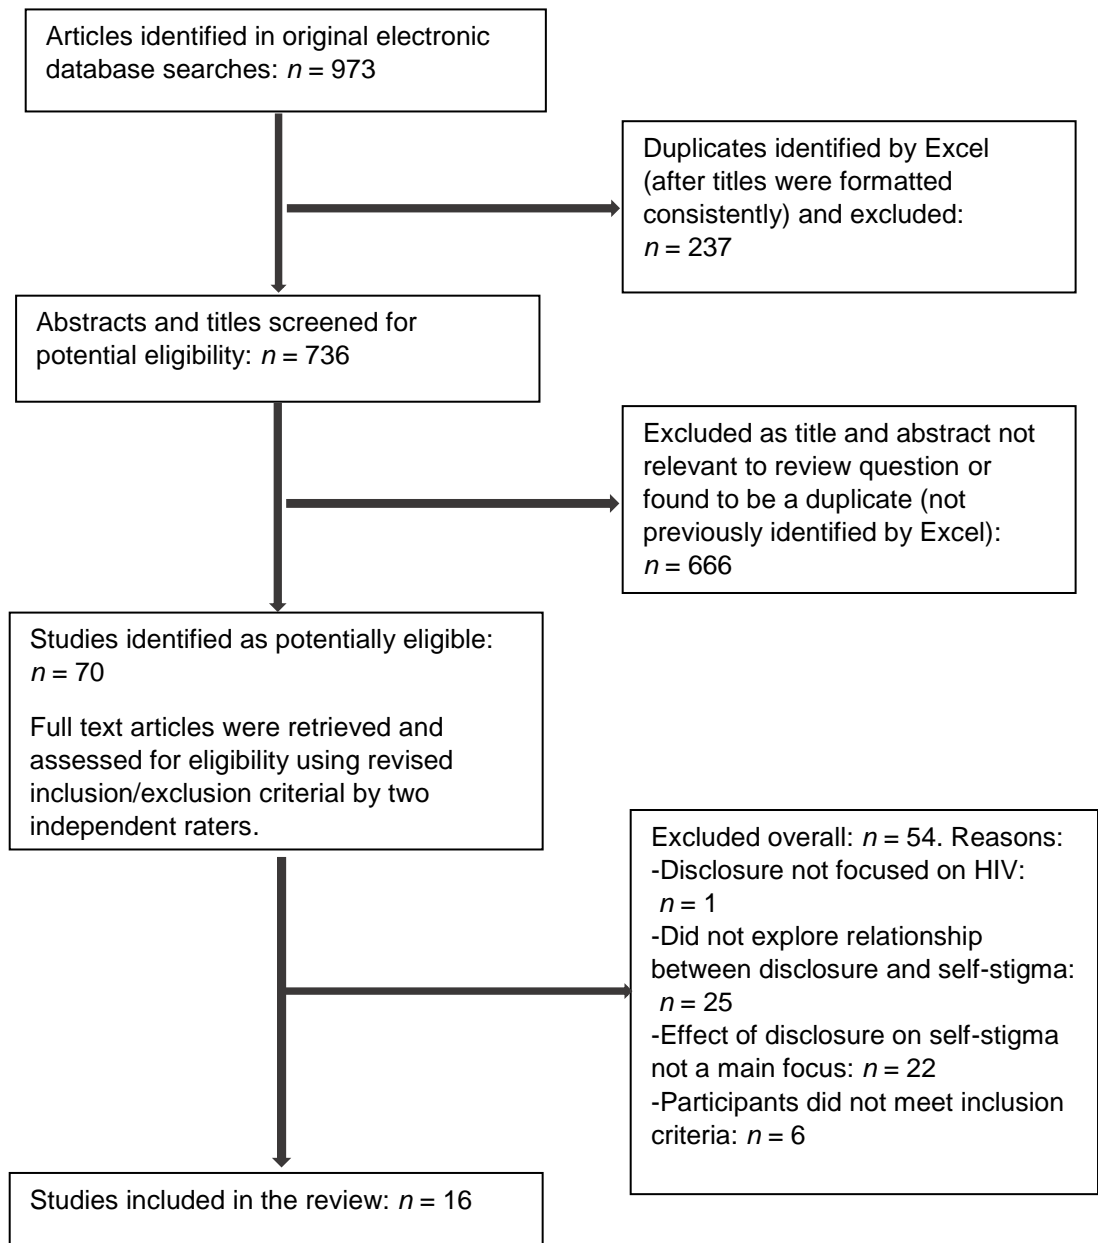 Articles identified in original electronic
database searches: n = 973
Duplicates identified by Excel
(after titles were formatted
consistently) and excluded:
n = 237
Abstracts and titles screened for
potential eligibility: n = 736
Excluded as title and abstract not
relevant to review question or
found to be a duplicate (not
previously identified by Excel):
n = 666
Studies identified as potentially eligible:
n = 70
Full text articles were retrieved and
assessed for eligibility using revised
inclusion/exclusion criterial by two
independent raters.
Excluded overall: n = 54. Reasons:
-Disclosure not focused on HIV:
n = 1
-Did not explore relationship
between disclosure and self-stigma:
n = 25
-Effect of disclosure on self-stigma
not a main focus: n = 22
-Participants did not meet inclusion
criteria: n = 6
Studies included in the review: n = 16